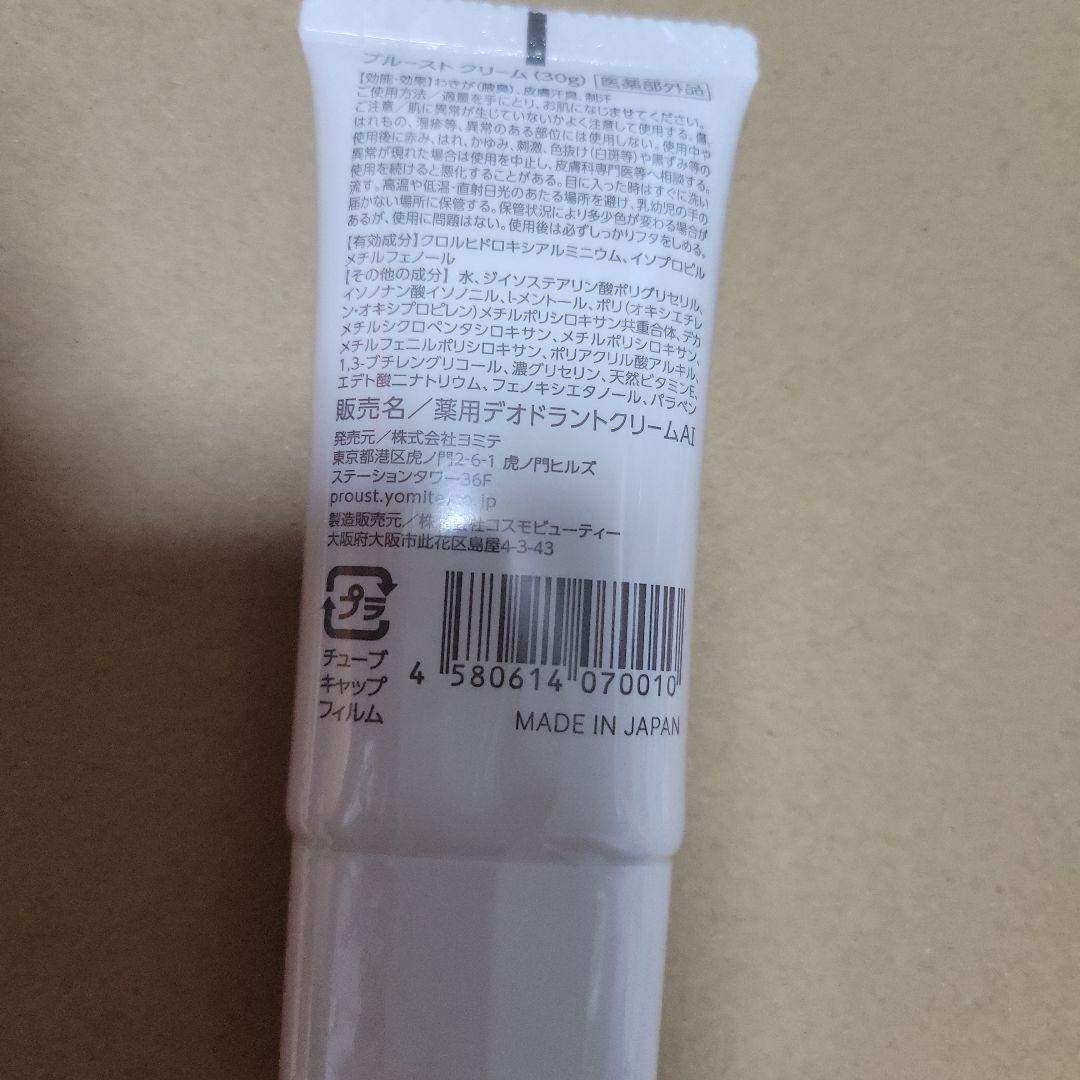 プルースト クリーム (30g) 医薬部外品
【効能・効果】わきが(腋臭)、皮膚汗臭、制汗
ご使用方法/適量を手にとり、お肌になじませてください。
ご注意/肌に異常が生じていないかよく注意して使用する。傷、
はれもの、湿疹等、異常のある部位には使用しない。使用中や
使用後に赤み、はれ、かゆみ、刺激、色抜け(白斑等)や黒ずみ等の
異常が現れた場合は使用を中止し、皮膚科専門医等へ相談する。
使用を続けると悪化することがある。目に入った時はすぐに洗い
流す。高温や低温・直射日光のあたる場所を避け、乳幼児の手の
届かない場所に保管する。保管状況により多少色が変わる場合が
あるが、使用に問題はない。使用後は必ずしっかりフタをしめる。
【有効成分】クロルヒドロキシアルミニウム、イソプロピル
メチルフェノール
【その他の成分】 水、ジイソステアリン酸ポリグリセリル、
イソノナン酸イソノニル、l-メントール、ポリ(オキシエチレ
ン・オキシプロピレン)メチルポリシロキサン共重合体、デカ
メチルシクロペンタシロキサン、メチルポリシロキサン、
メチルフェニルポリシロキサン、ポリアクリル酸アルキル、
1,3-ブチレングリコール、濃グリセリン、天然ビタミンE、
エデト酸二ナトリウム、フェノキシエタノール、パラベン
販売名/薬用デオドラントクリームAI
発売元/株式会社ヨミテ
東京都港区虎ノ門2-6-1 虎ノ門ヒルズ
ステーションタワー36F
proust.yomite.co.jp
製造販売元/株式会社コスモビューティー
大阪府大阪市此花区島屋4-3-43
プラ
チューブ
キャップ
フィルム
4 580614 070010
MADE IN JAPAN